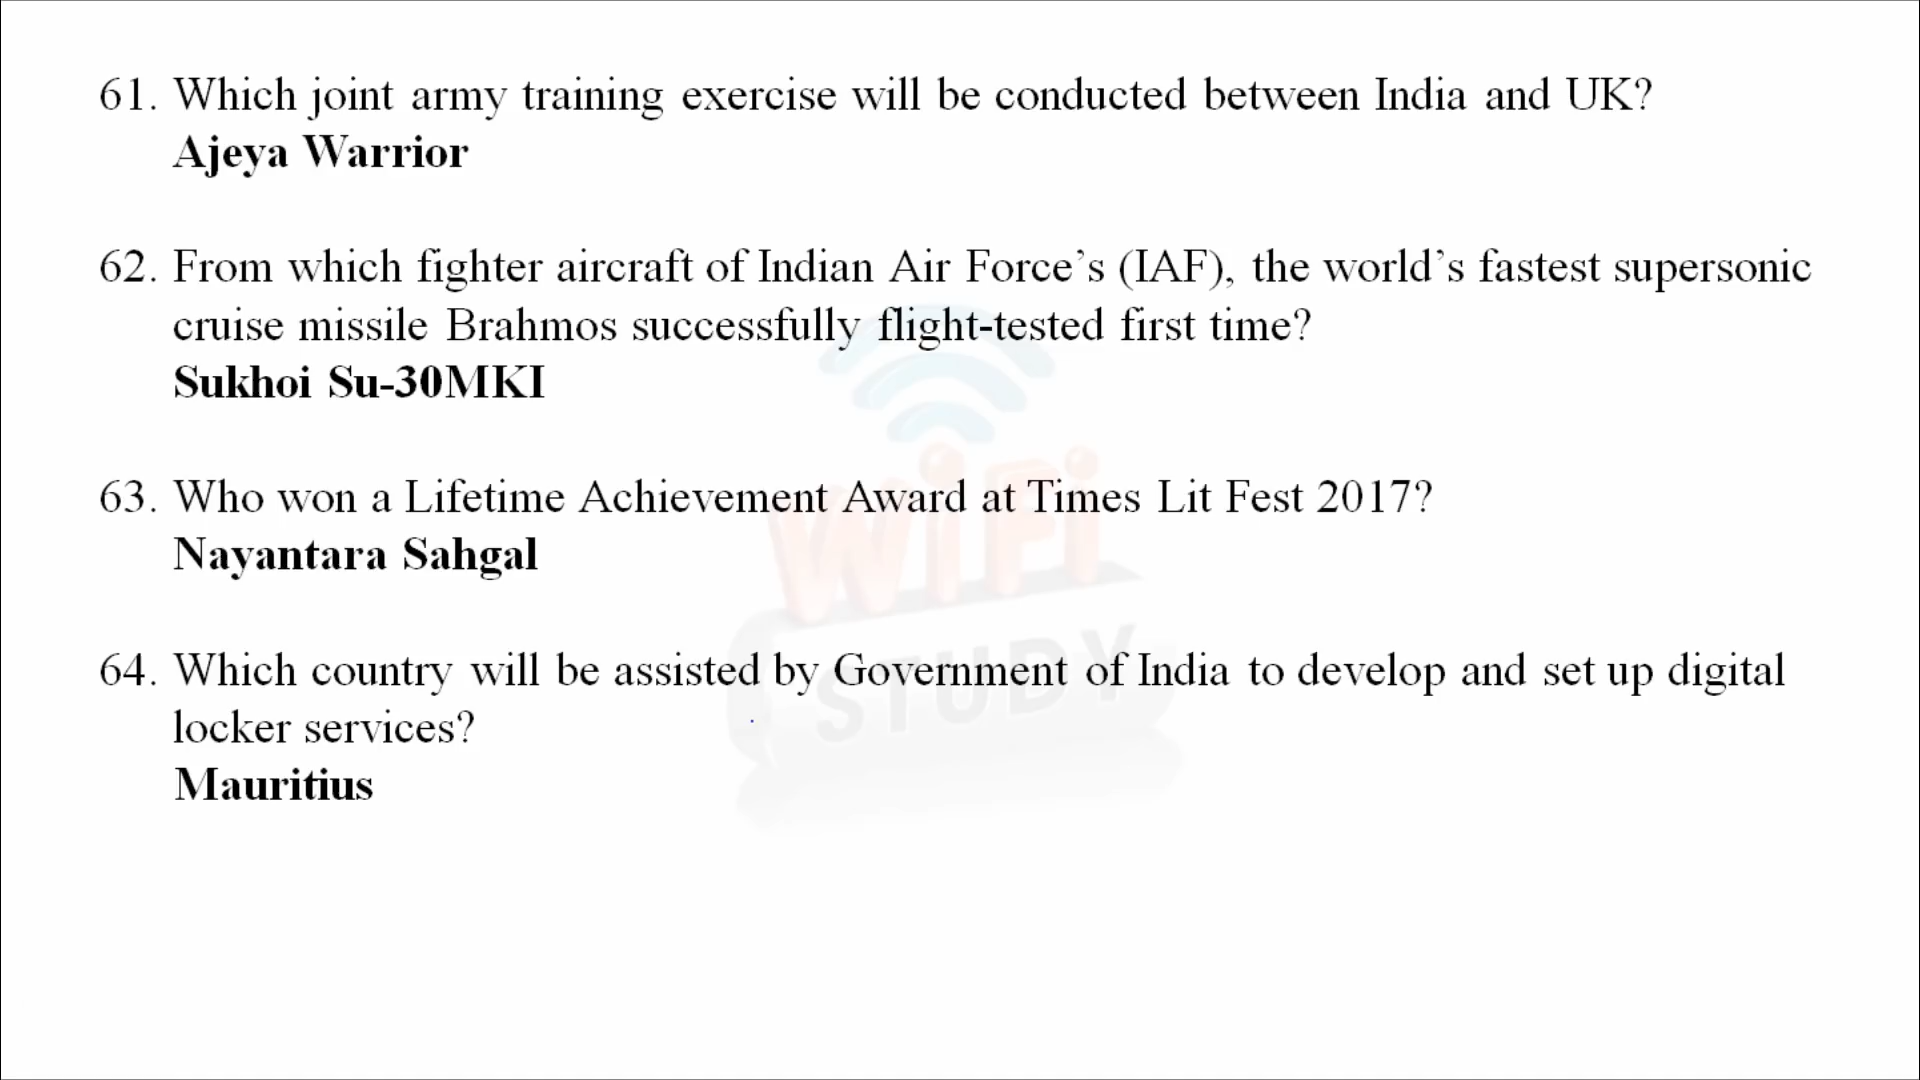 61. Which joint army training exercise will be conducted between India and UK?
Ajeya Warrior
62. From which fighter aircraft of Indian Air Force’s (IAF), the world’s fastest supersonic
cruise missile Brahmos successfully flight-tested first time?
Sukhoi Su-30MKI
63. Who won a Lifetime Achievement Award at Times Lit Fest 2017?
Nayantara Sahgal
WiFi
64. Which country will be assisted by Government of India to develop and set up digital
STUDY
locker services?
Mauritius